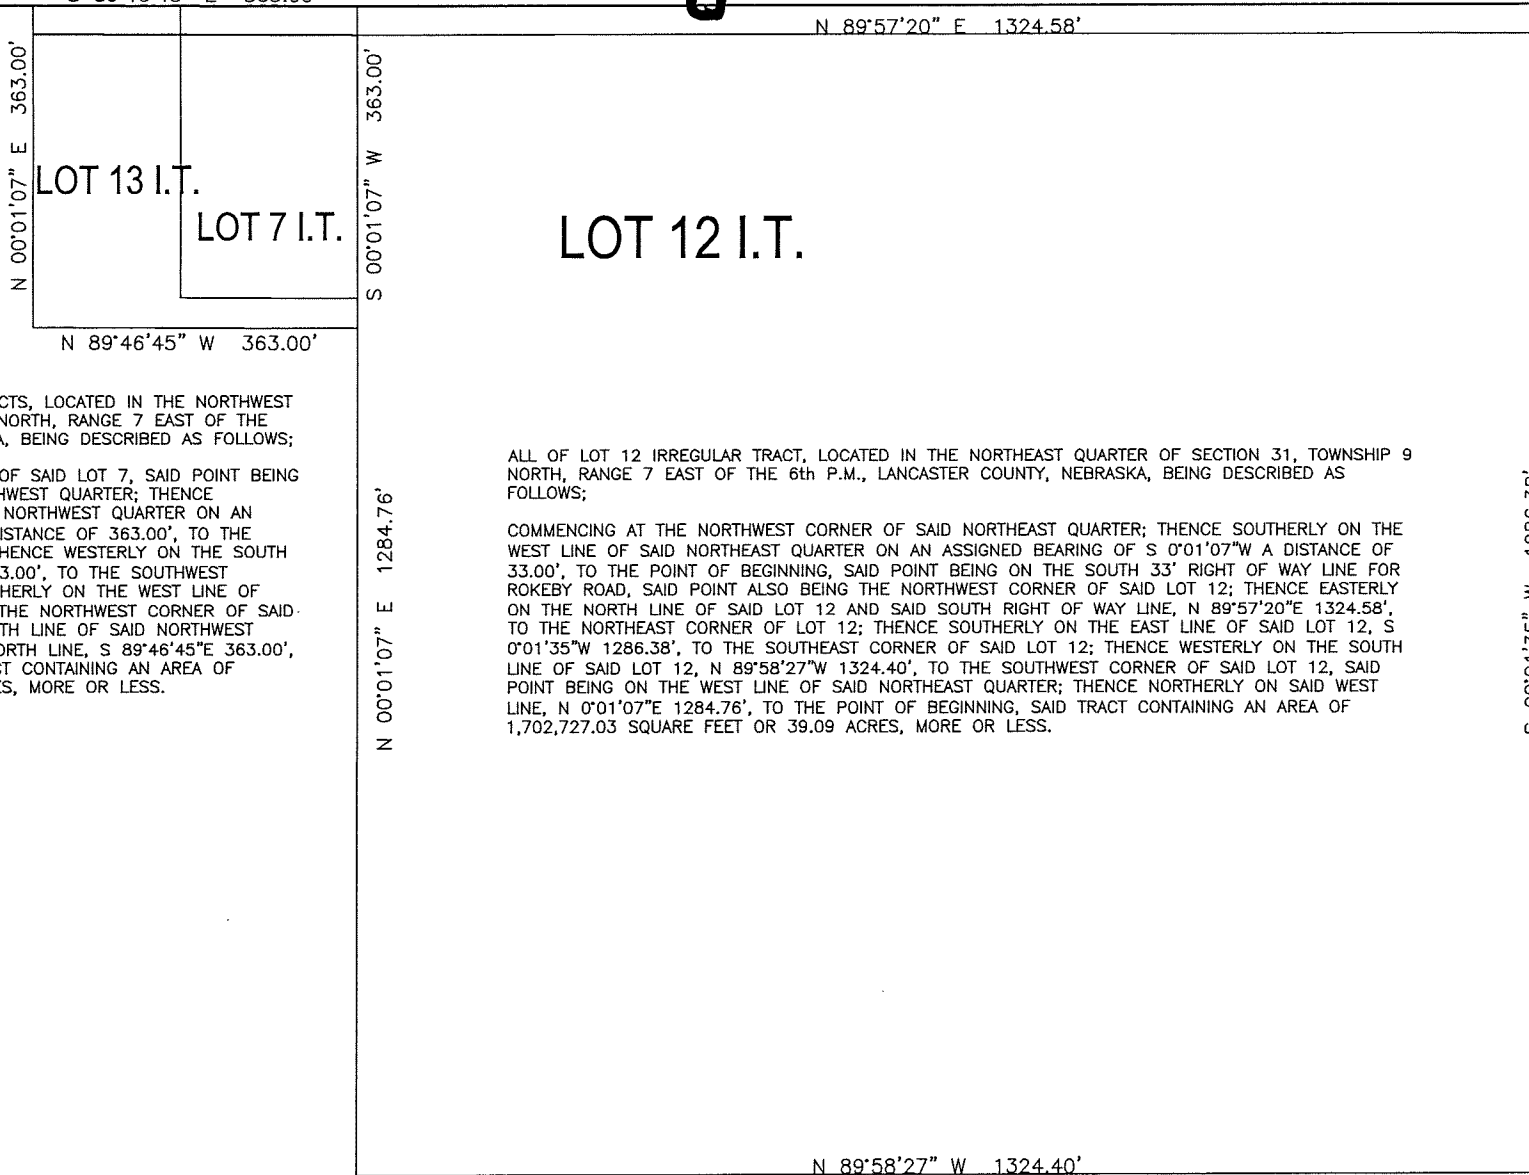 N 89°57'20" E 1324.58'
N 00°01'07" E 363.00'
S 00°01'07" W 363.00'
LOT 13 I.T.
LOT 7 I.T.
LOT 12 I.T.
N 89°46'45" W 363.00'
CTS, LOCATED IN THE NORTHWEST
NORTH, RANGE 7 EAST OF THE
A, BEING DESCRIBED AS FOLLOWS;
OF SAID LOT 7, SAID POINT BEING
HWEST QUARTER; THENCE
NORTHWEST QUARTER ON AN
ISTANCE OF 363.00', TO THE
HENCE WESTERLY ON THE SOUTH
3.00', TO THE SOUTHWEST
HERLY ON THE WEST LINE OF
THE NORTHWEST CORNER OF SAID
TH LINE OF SAID NORTHWEST
ORTH LINE, S 89°46'45"E 363.00',
CT CONTAINING AN AREA OF
ES, MORE OR LESS.
N 00°01'07" E 1284.76'
ALL OF LOT 12 IRREGULAR TRACT, LOCATED IN THE NORTHEAST QUARTER OF SECTION 31, TOWNSHIP 9
NORTH, RANGE 7 EAST OF THE 6th P.M., LANCASTER COUNTY, NEBRASKA, BEING DESCRIBED AS
FOLLOWS;
COMMENCING AT THE NORTHWEST CORNER OF SAID NORTHEAST QUARTER; THENCE SOUTHERLY ON THE
WEST LINE OF SAID NORTHEAST QUARTER ON AN ASSIGNED BEARING OF S 0°01'07"W A DISTANCE OF
33.00', TO THE POINT OF BEGINNING, SAID POINT BEING ON THE SOUTH 33' RIGHT OF WAY LINE FOR
ROKEBY ROAD, SAID POINT ALSO BEING THE NORTHWEST CORNER OF SAID LOT 12; THENCE EASTERLY
ON THE NORTH LINE OF SAID LOT 12 AND SAID SOUTH RIGHT OF WAY LINE, N 89°57'20"E 1324.58',
TO THE NORTHEAST CORNER OF LOT 12; THENCE SOUTHERLY ON THE EAST LINE OF SAID LOT 12, S
0°01'35"W 1286.38', TO THE SOUTHEAST CORNER OF SAID LOT 12; THENCE WESTERLY ON THE SOUTH
LINE OF SAID LOT 12, N 89°58'27"W 1324.40', TO THE SOUTHWEST CORNER OF SAID LOT 12, SAID
POINT BEING ON THE WEST LINE OF SAID NORTHEAST QUARTER; THENCE NORTHERLY ON SAID WEST
LINE, N 0°01'07"E 1284.76', TO THE POINT OF BEGINNING, SAID TRACT CONTAINING AN AREA OF
1,702,727.03 SQUARE FEET OR 39.09 ACRES, MORE OR LESS.
N 89°58'27" W 1324.40'